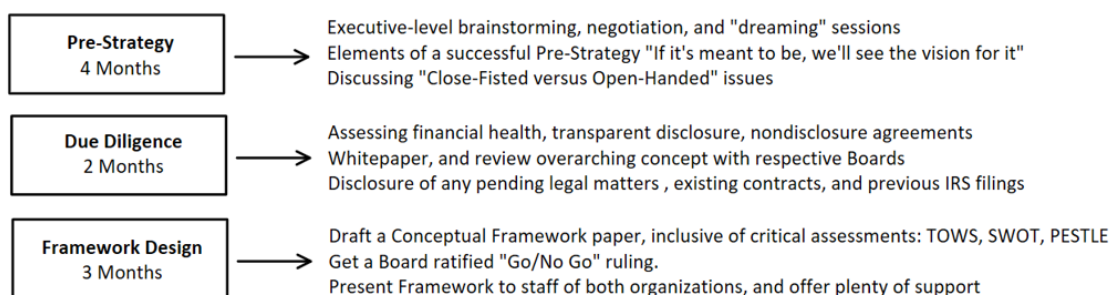 Pre-Strategy
4 Months
Executive-level brainstorming, negotiation, and "dreaming" sessions
Elements of a successful Pre-Strategy "If it's meant to be, we'll see the vision for it"
Discussing "Close-Fisted versus Open-Handed" issues
Due Diligence
2 Months
Assessing financial health, transparent disclosure, nondisclosure agreements
Whitepaper, and review overarching concept with respective Boards
Disclosure of any pending legal matters , existing contracts, and previous IRS filings
Framework Design
3 Months
Draft a Conceptual Framework paper, inclusive of critical assessments: TOWS, SWOT, PESTLE
Get a Board ratified "Go/No Go" ruling.
Present Framework to staff of both organizations, and offer plenty of support